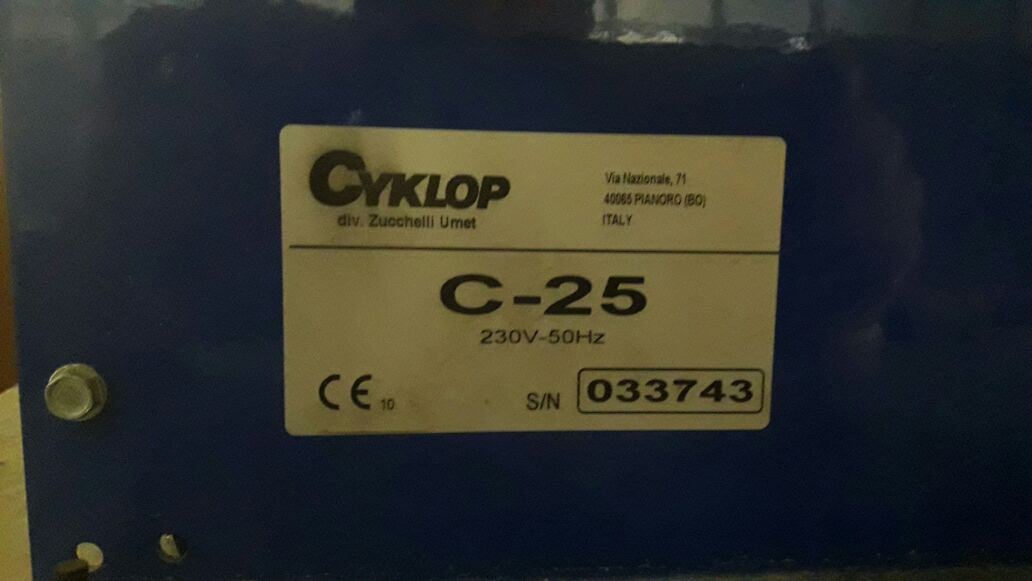 CYKLOP
div. Zucchelli Umet
Via Nazionale, 71
40065 PIANORO (BO)
ITALY
C-25
230V-50Hz
CE 10
S/N 033743